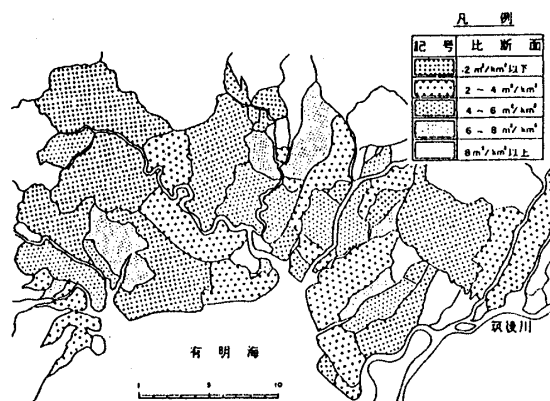 凡例
記号 比断面
2 m²/km²以下
2 ～ 4 m²/km²
4 ～ 6 m²/km²
6 ～ 8 m²/km²
8 m²/km²以上
筑後川
有明海
5 10